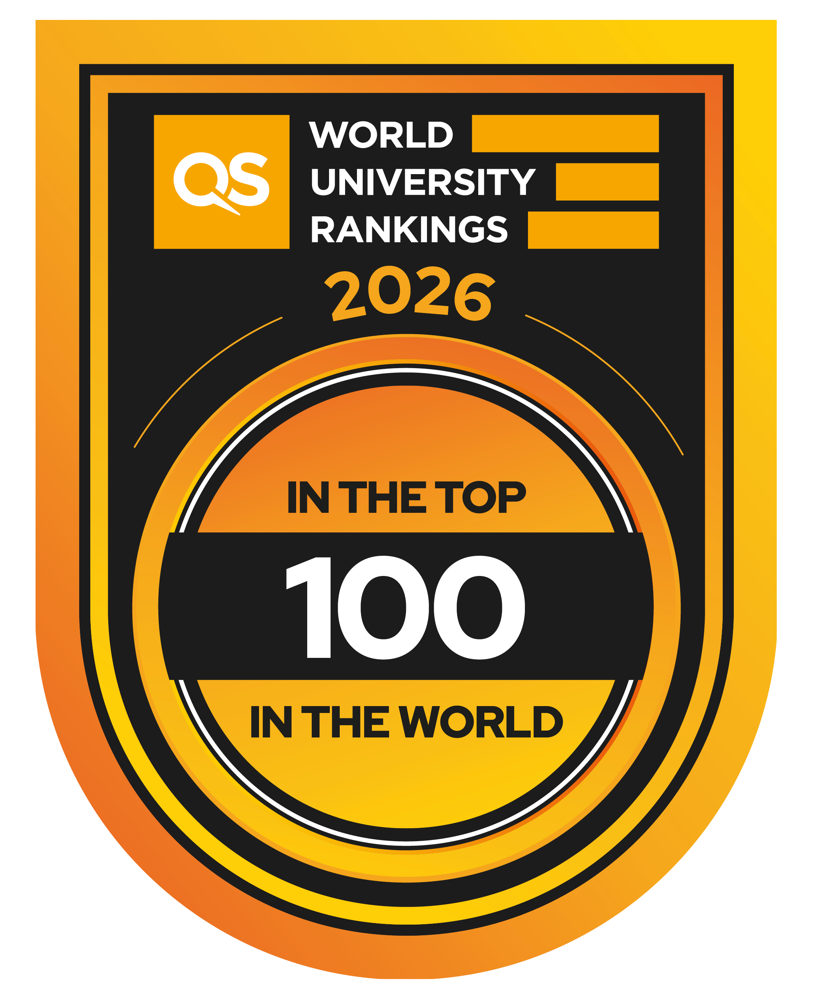 QS
WORLD
UNIVERSITY
RANKINGS
2026
IN THE TOP
100
IN THE WORLD